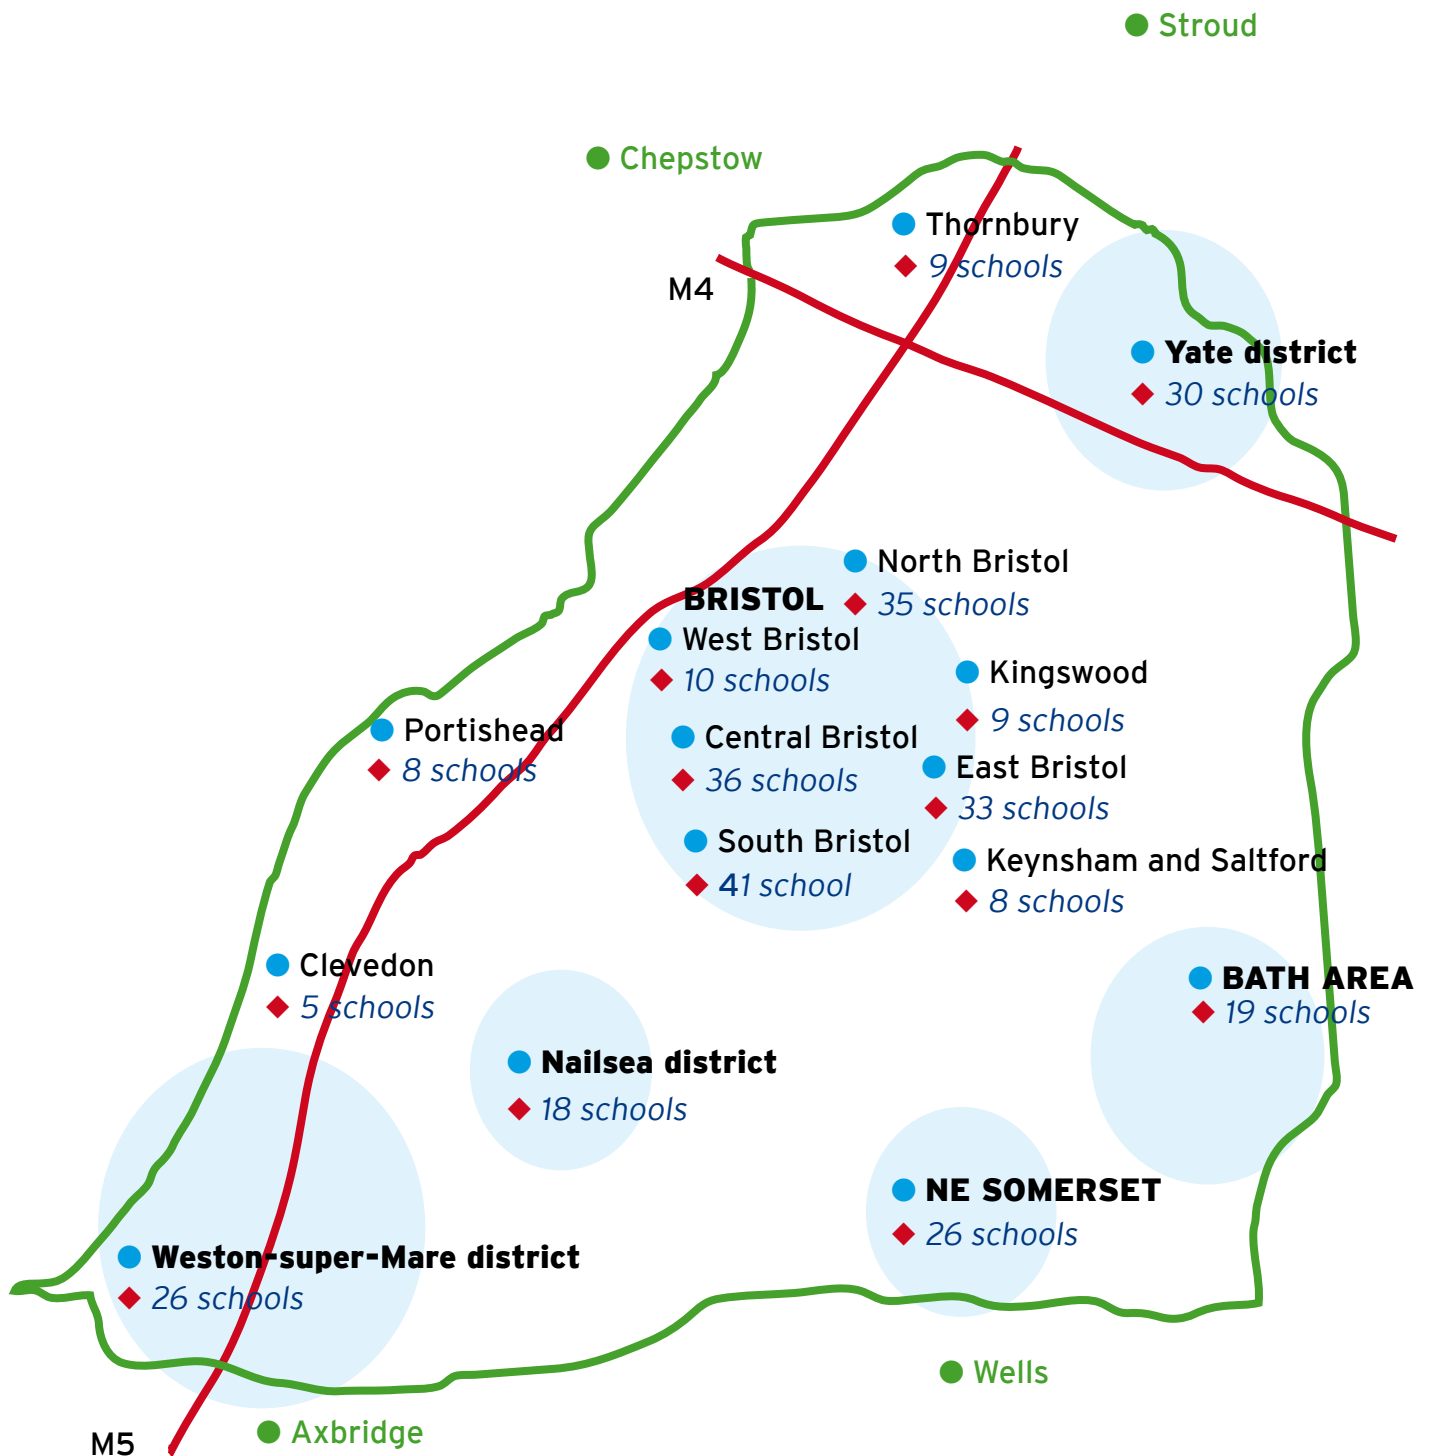 Stroud
Chepstow
Thornbury
9 schools
M4
Yate district
30 schools
North Bristol
35 schools
BRISTOL
West Bristol
10 schools
Kingswood
9 schools
Portishead
8 schools
Central Bristol
36 schools
East Bristol
33 schools
South Bristol
41 school
Keynsham and Saltford
8 schools
Clevedon
5 schools
BATH AREA
19 schools
Nailsea district
18 schools
NE SOMERSET
26 schools
Weston-super-Mare district
26 schools
Wells
Axbridge
M5